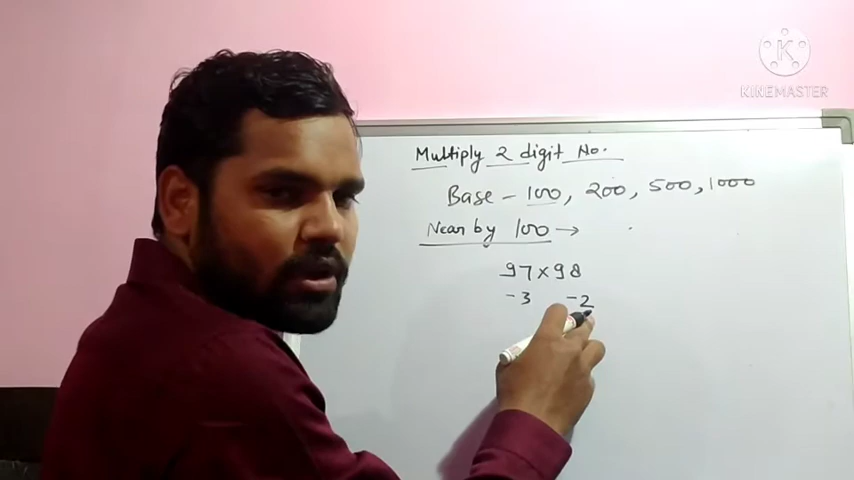 K
KINEMASTER
Multiply 2 digit No.
Base - 100, 200, 500, 1000
Near by 100 →
97 × 98
-3 -2